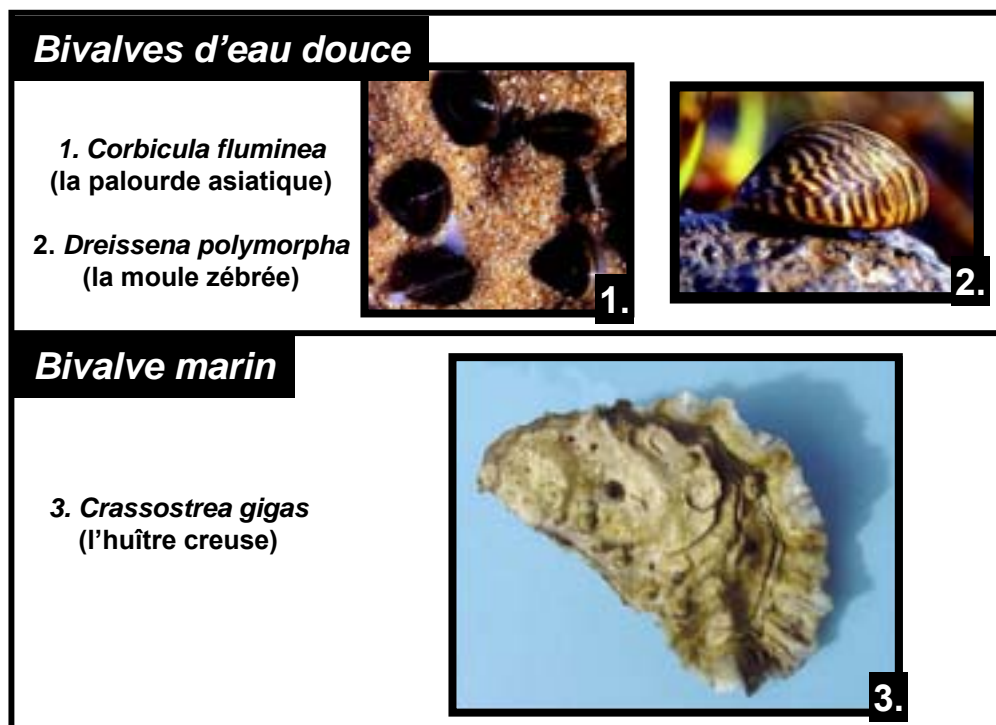 Bivalves d'eau douce
1. Corbicula fluminea
(la palourde asiatique)
2. Dreissena polymorpha
(la moule zébrée)
1.
2.
Bivalve marin
3. Crassostrea gigas
(l'huître creuse)
3.